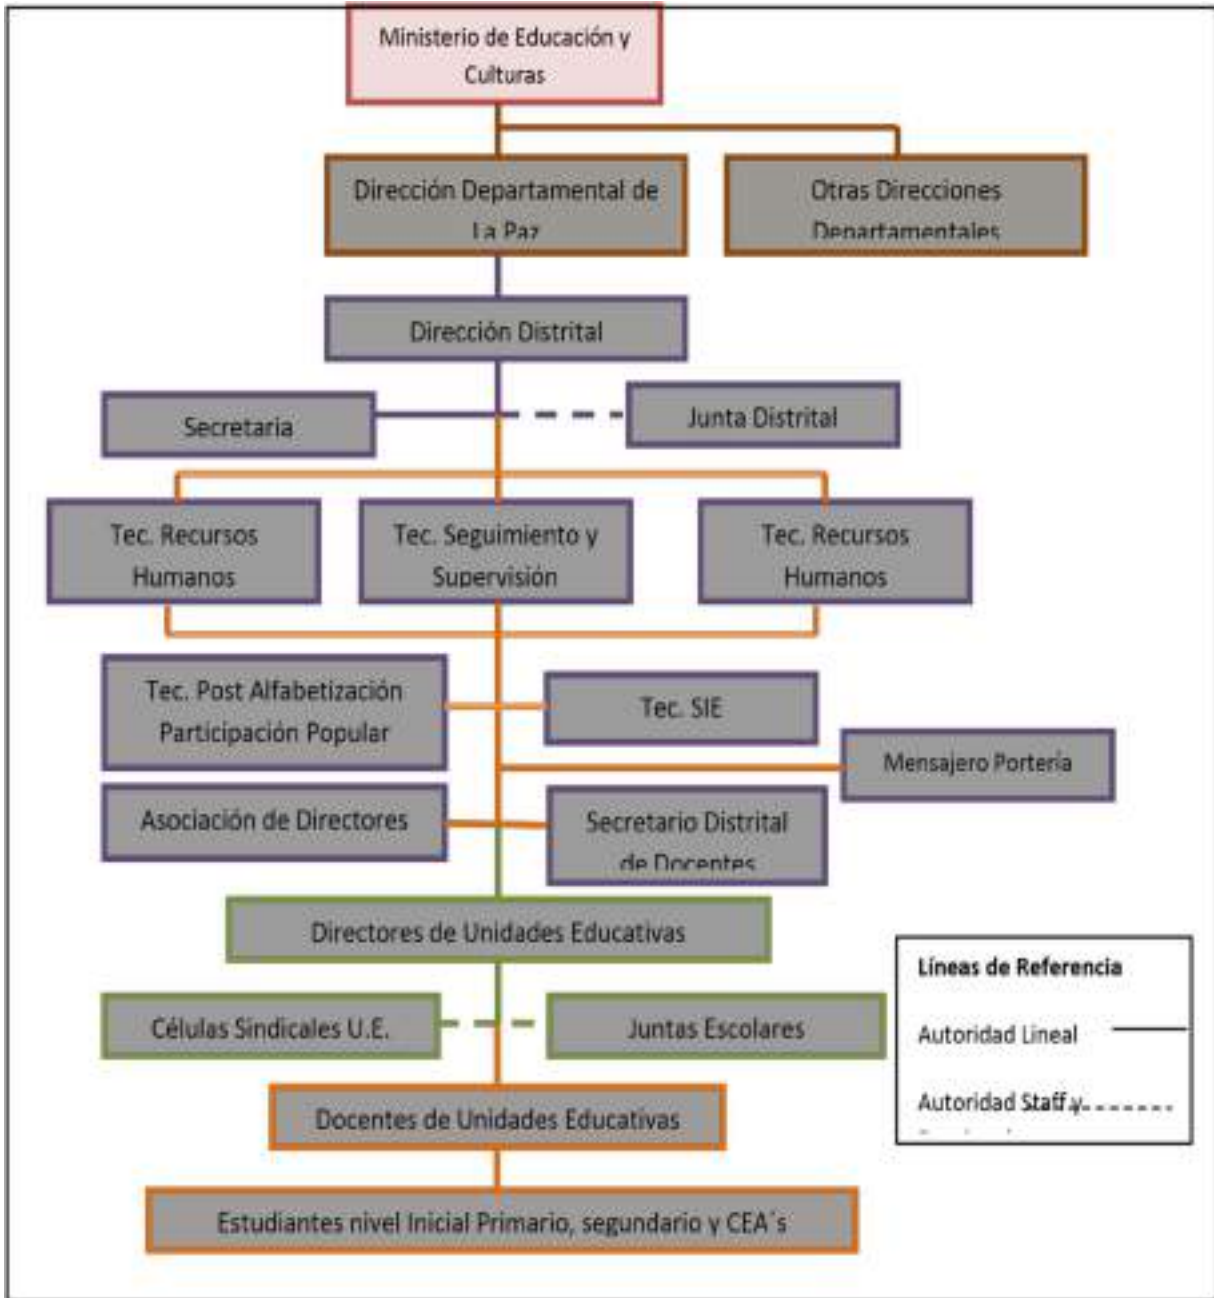 Ministerio de Educación y
Culturas
Dirección Departamental de
La Paz
Otras Direcciones
Departamentales
Dirección Distrital
Secretaria
Junta Distrital
Tec. Recursos
Humanos
Tec. Seguimiento y
Supervisión
Tec. Recursos
Humanos
Tec. Post Alfabetización
Participación Popular
Tec. SIE
Mensajero Portería
Asociación de Directores
Secretario Distrital
de Docentes
Directores de Unidades Educativas
Células Sindicales U.E.
Juntas Escolares
Líneas de Referencia
Autoridad Lineal
Autoridad Staff y
Docentes de Unidades Educativas
Estudiantes nivel Inicial Primario, segundario y CEA´s